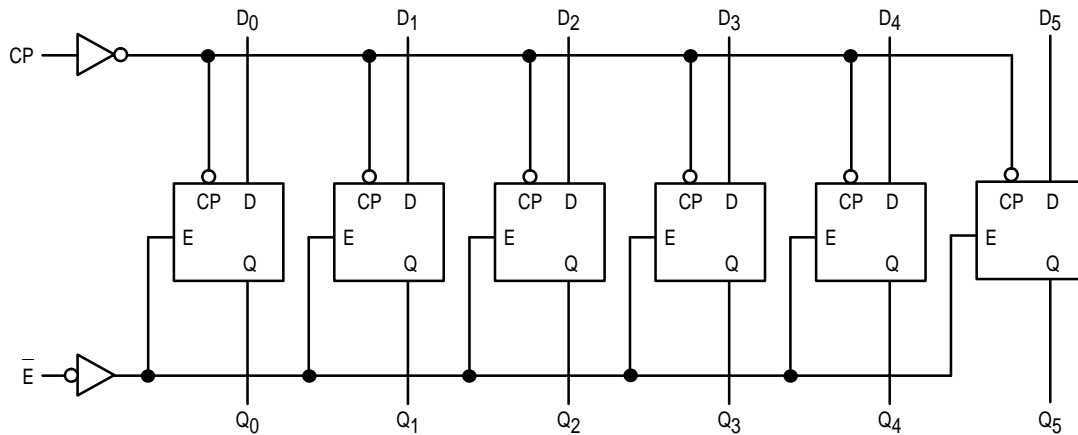 D0 D1 D2 D3 D4 D5
CP
CP D CP D CP D CP D CP D CP D
E E E E E E
Q Q Q Q Q Q
E̅
Q0 Q1 Q2 Q3 Q4 Q5